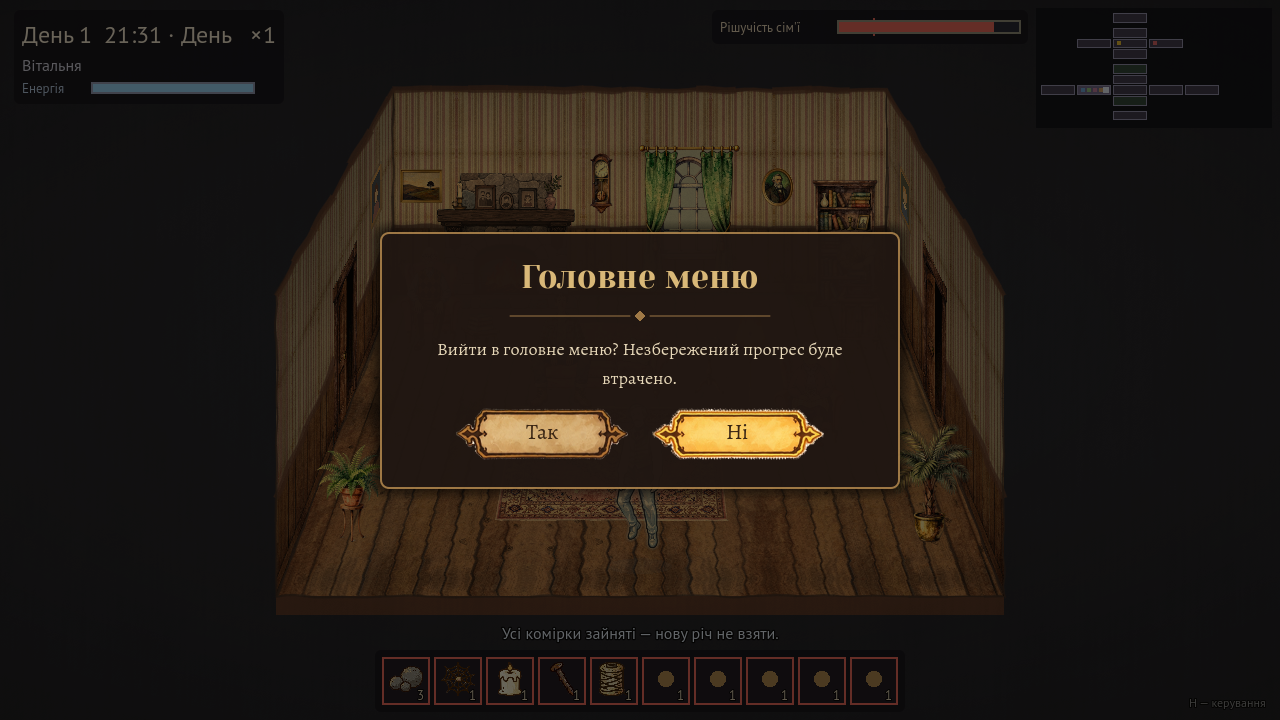 День 1 21:31 · День ×1
Вітальня
Енергія
Рішучість сім'ї
Головне меню
Вийти в головне меню? Незбережений прогрес буде
втрачено.
Так
Ні
Усі комірки зайняті — нову річ не взяти.
3 1 1 1 1 1 1 1 1 1
H — керування